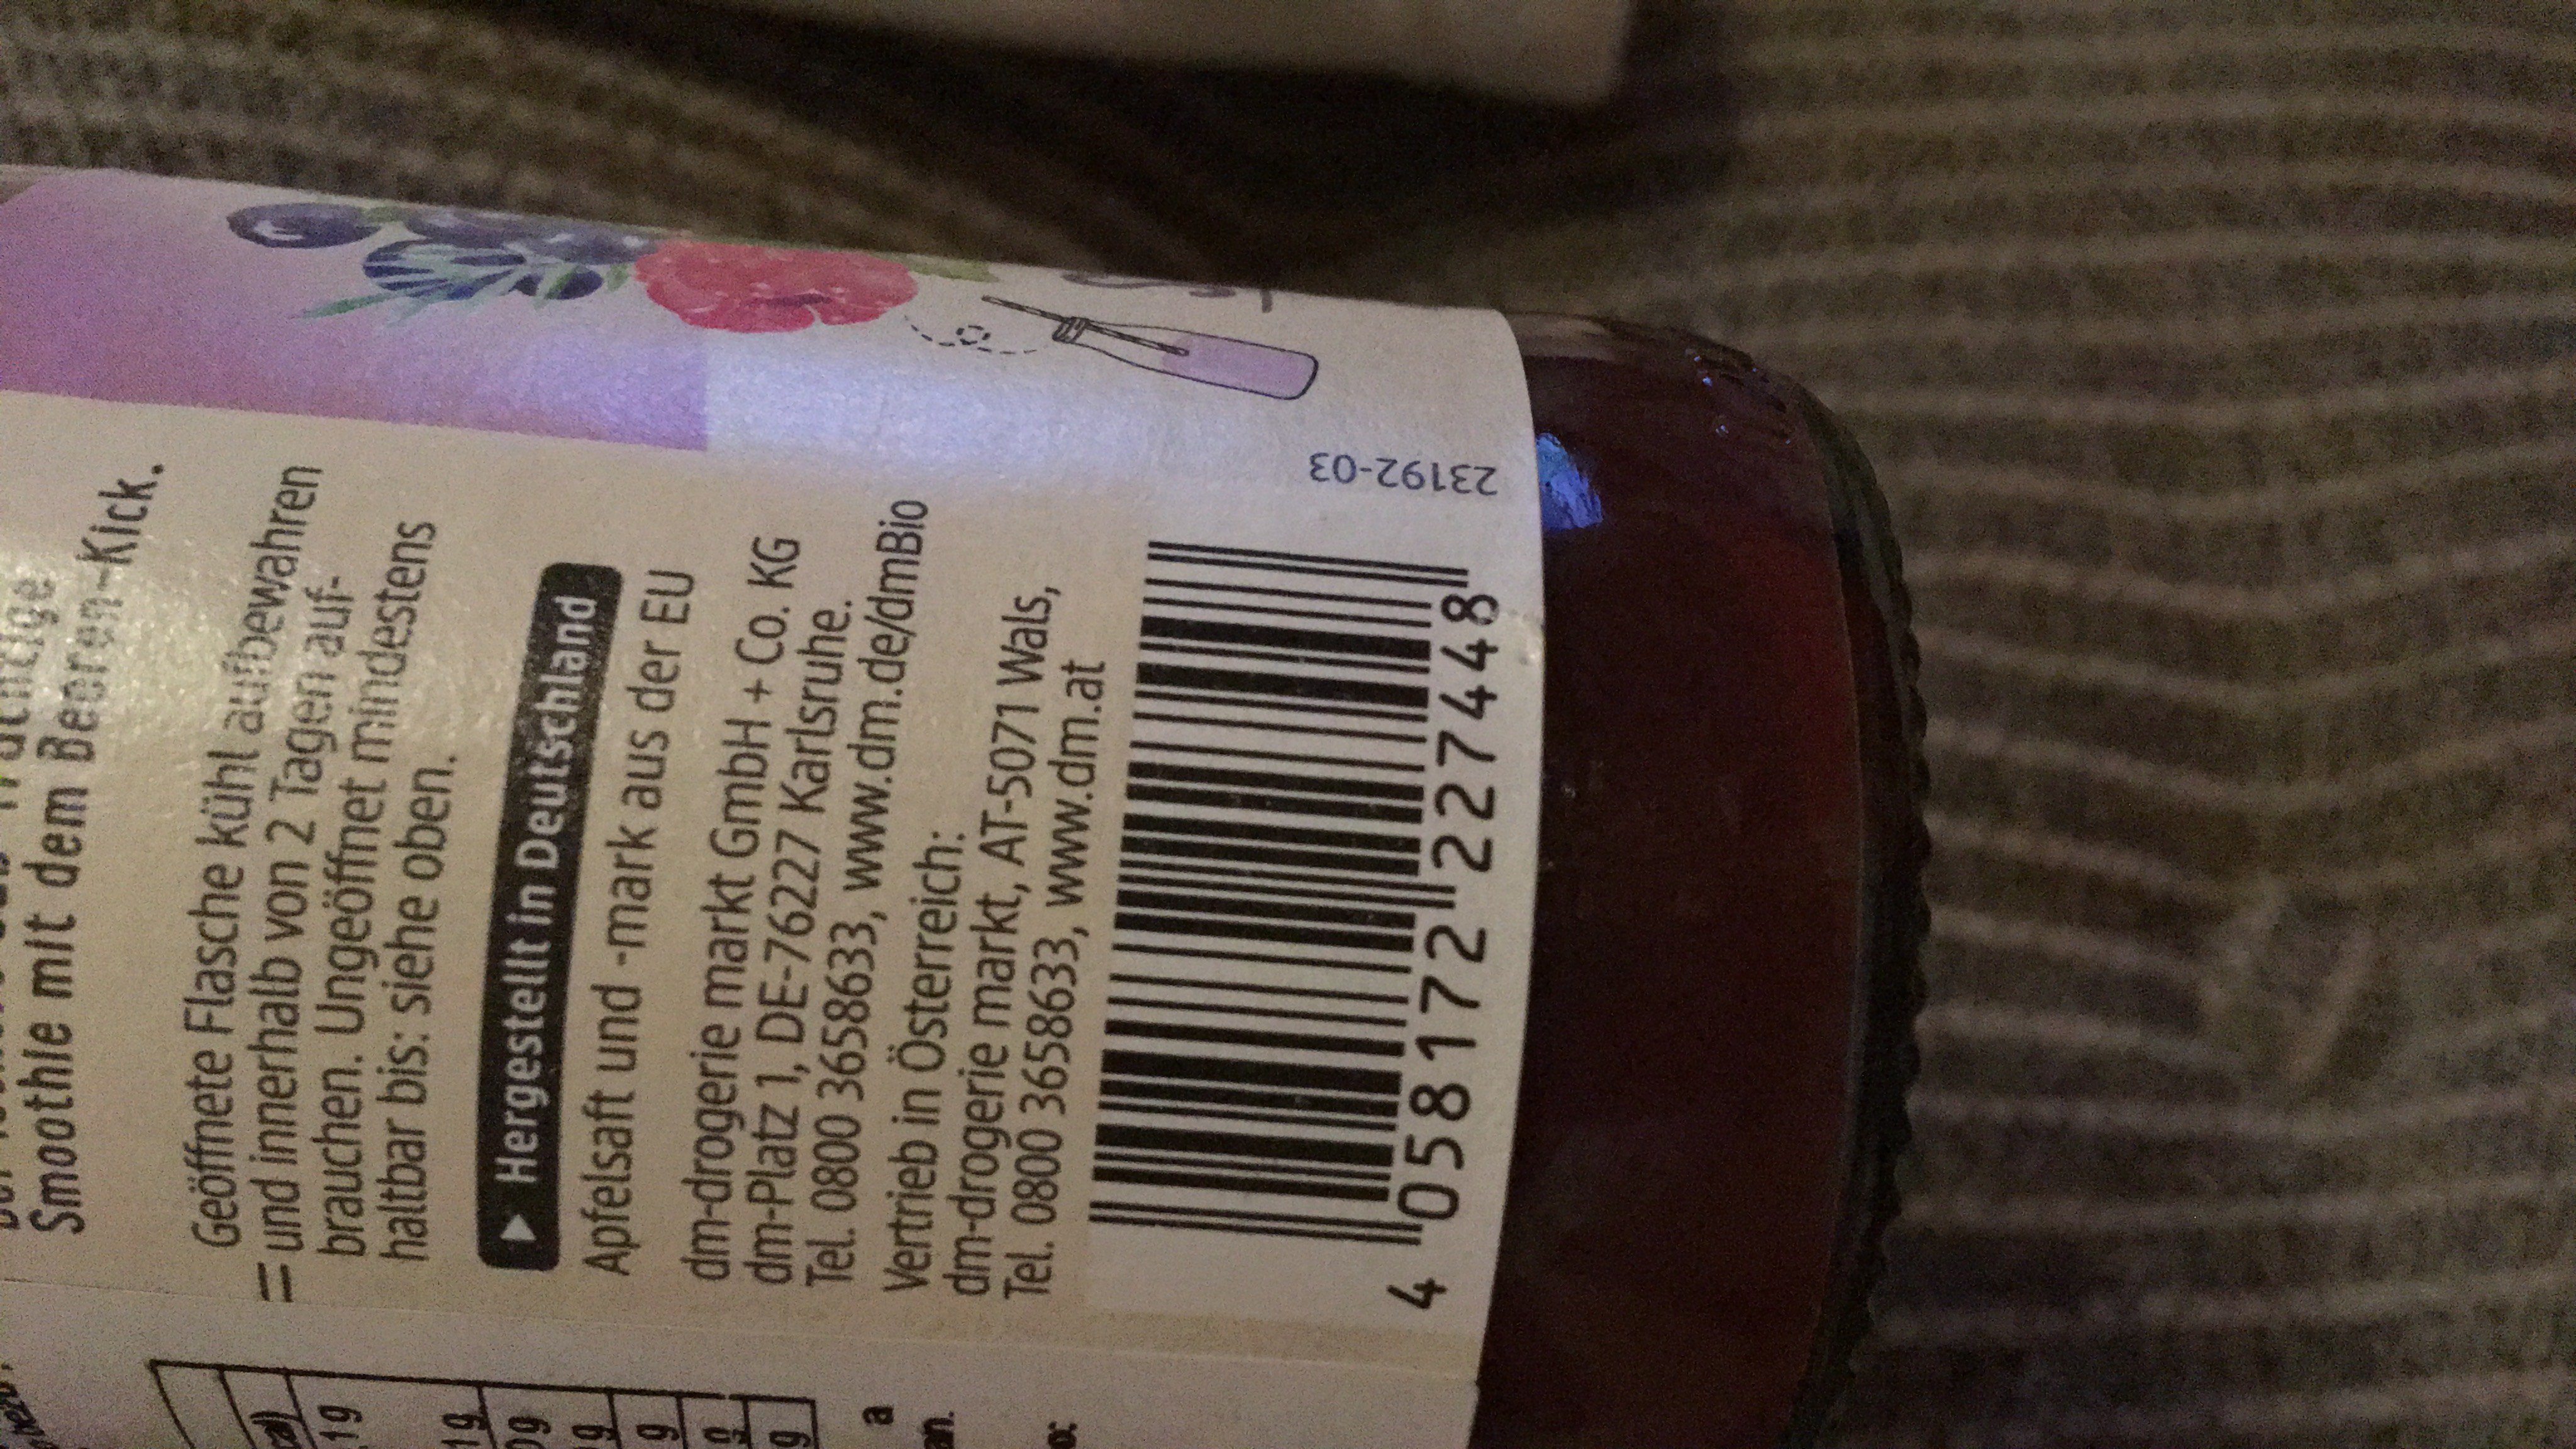 Smoothie mit dem Beeren-Kick.
Geöffnete Flasche kühl aufbewahren
und innerhalb von 2 Tagen auf-
brauchen. Ungeöffnet mindestens
haltbar bis: siehe oben.
Hergestellt in Deutschland
Apfelsaft und -mark aus der EU
dm-drogerie markt GmbH + Co. KG
dm-Platz 1, DE-76227 Karlsruhe.
Tel. 0800 3658633, www.dm.de/dmBio
Vertrieb in Österreich:
dm-drogerie markt, AT-5071 Wals,
Tel. 0800 3658633, www.dm.at
4 058172 227448
23192-03